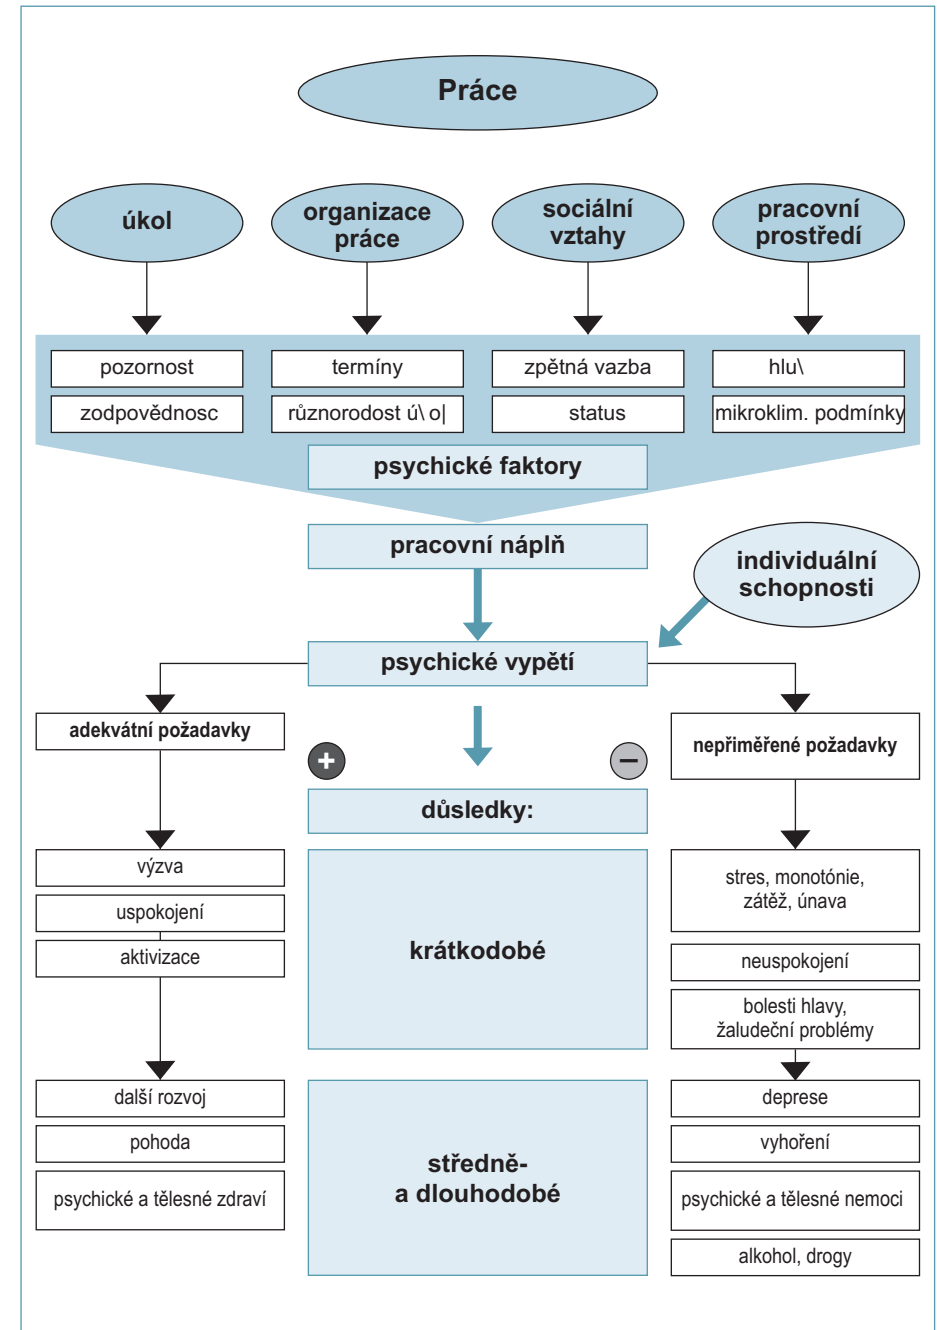 Práce
úkol
organizace
práce
sociální
vztahy
pracovní
prostředí
pozornost
termíny
zpětná vazba
hlu\
zodpovědnosc
různorodost ú\ o|
status
mikroklim. podmínky
psychické faktory
pracovní náplň
individuální
schopnosti
psychické vypětí
adekvátní požadavky
nepřiměřené požadavky
+
−
důsledky:
výzva
uspokojení
aktivizace
krátkodobé
stres, monotónie,
zátěž, únava
neuspokojení
bolesti hlavy,
žaludeční problémy
další rozvoj
pohoda
psychické a tělesné zdraví
středně-
a dlouhodobé
deprese
vyhoření
psychické a tělesné nemoci
alkohol, drogy